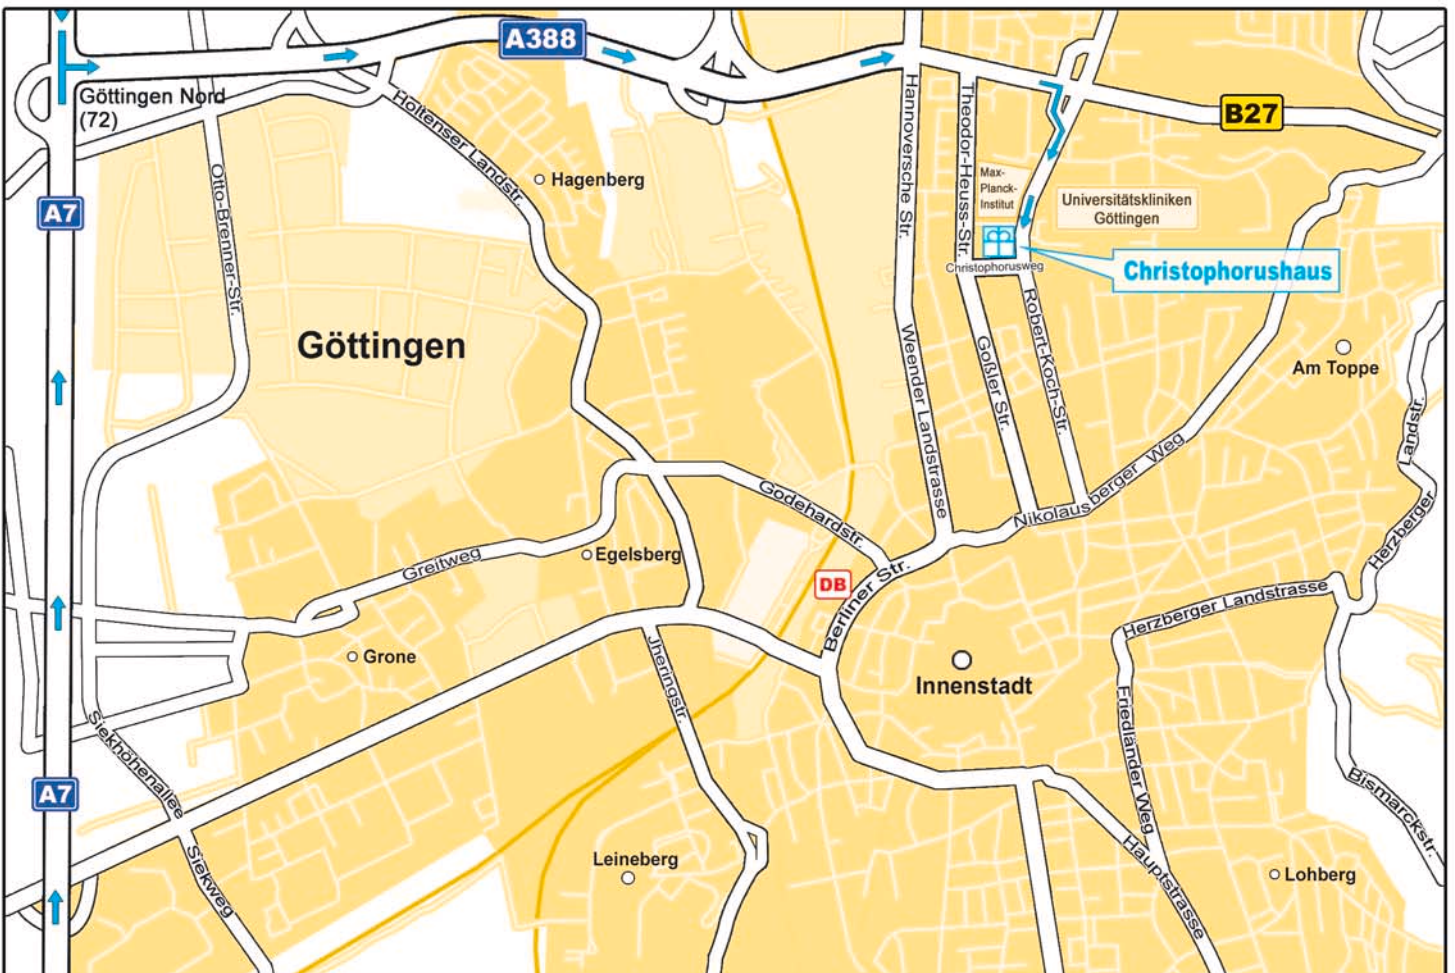 A388
Göttingen Nord
(72)
B27
Holtenser Landstr.
Hannoversche Str.
Theodor-Heuss-Str.
Hagenberg
Max-
Planck-
Institut
Universitätskliniken
Göttingen
A7
Otto-Brenner-Str.
Christophorusweg
Christophorushaus
Göttingen
Weender Landstrasse
Goßler Str.
Robert-Koch-Str.
Am Toppe
Herzberger Landstr.
Nikolausberger Weg
Godehardstr.
Greitweg
Egelsberg
DB
Berliner Str.
Herzberger Landstrasse
Grone
Jheringstr.
Innenstadt
Friedländer Weg
Siekhöhenallee
A7
Bismarckstr.
Leineberg
Hauptstrasse
Lohberg
Siekweg